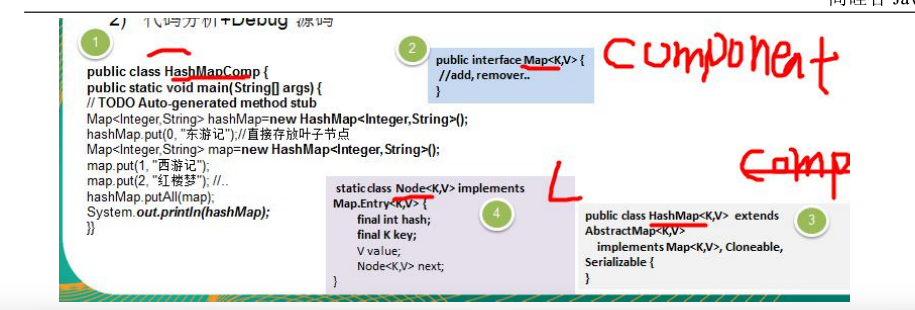 尚硅谷 Jav
2) 代码分析+Debug 源码
1
public class HashMapComp {
public static void main(String[] args) {
// TODO Auto-generated method stub
Map<Integer,String> hashMap=new HashMap<Integer,String>();
hashMap.put(0, "东游记");//直接存放叶子节点
Map<Integer,String> map=new HashMap<Integer,String>();
map.put(1, "西游记");
map.put(2, "红楼梦"); //..
hashMap.putAll(map);
System.out.println(hashMap);
}}
2
public interface Map<K,V> {
//add, remover..
}
Component
Comp
L
static class Node<K,V> implements
Map.Entry<K,V> {
final int hash;
final K key;
V value;
Node<K,V> next;
}
4
public class HashMap<K,V> extends
AbstractMap<K,V>
implements Map<K,V>, Cloneable,
Serializable {
}
3